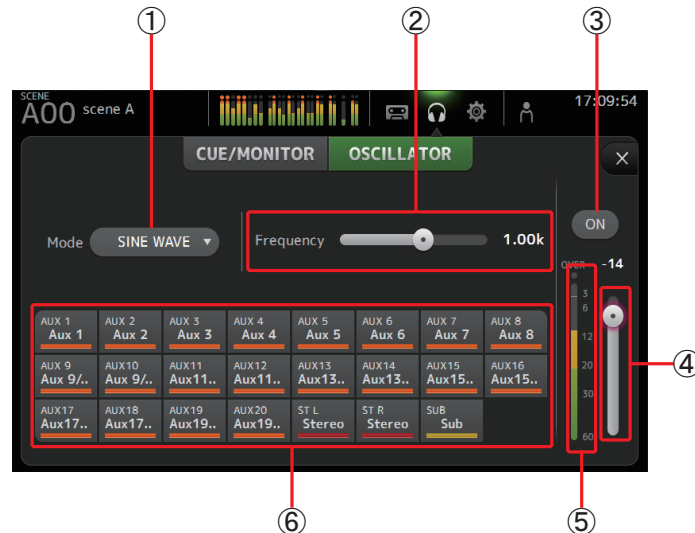 ① ② ③
SCENE
A00 scene A
17:09:54
CUE/MONITOR OSCILLATOR
Mode SINE WAVE
Frequency 1.00k
ON
OVER -14
3
6
12
20
30
60
④
AUX 1 AUX 2 AUX 3 AUX 4 AUX 5 AUX 6 AUX 7 AUX 8
Aux 1 Aux 2 Aux 3 Aux 4 Aux 5 Aux 6 Aux 7 Aux 8
AUX 9 AUX10 AUX11 AUX12 AUX13 AUX14 AUX15 AUX16
Aux 9/.. Aux 9/.. Aux11.. Aux11.. Aux13.. Aux13.. Aux15.. Aux15..
AUX17 AUX18 AUX19 AUX20 ST L ST R SUB
Aux17.. Aux17.. Aux19.. Aux19.. Stereo Stereo Sub
⑥ ⑤